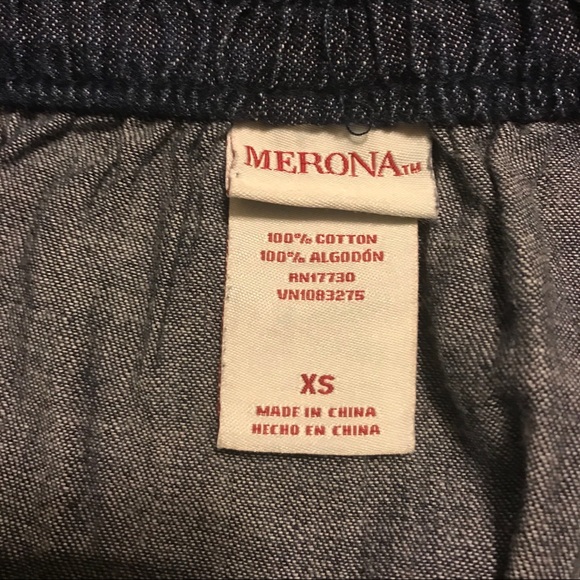 MERONA™
100% COTTON
100% ALGODÓN
RN17730
VN1083275
XS
MADE IN CHINA
HECHO EN CHINA